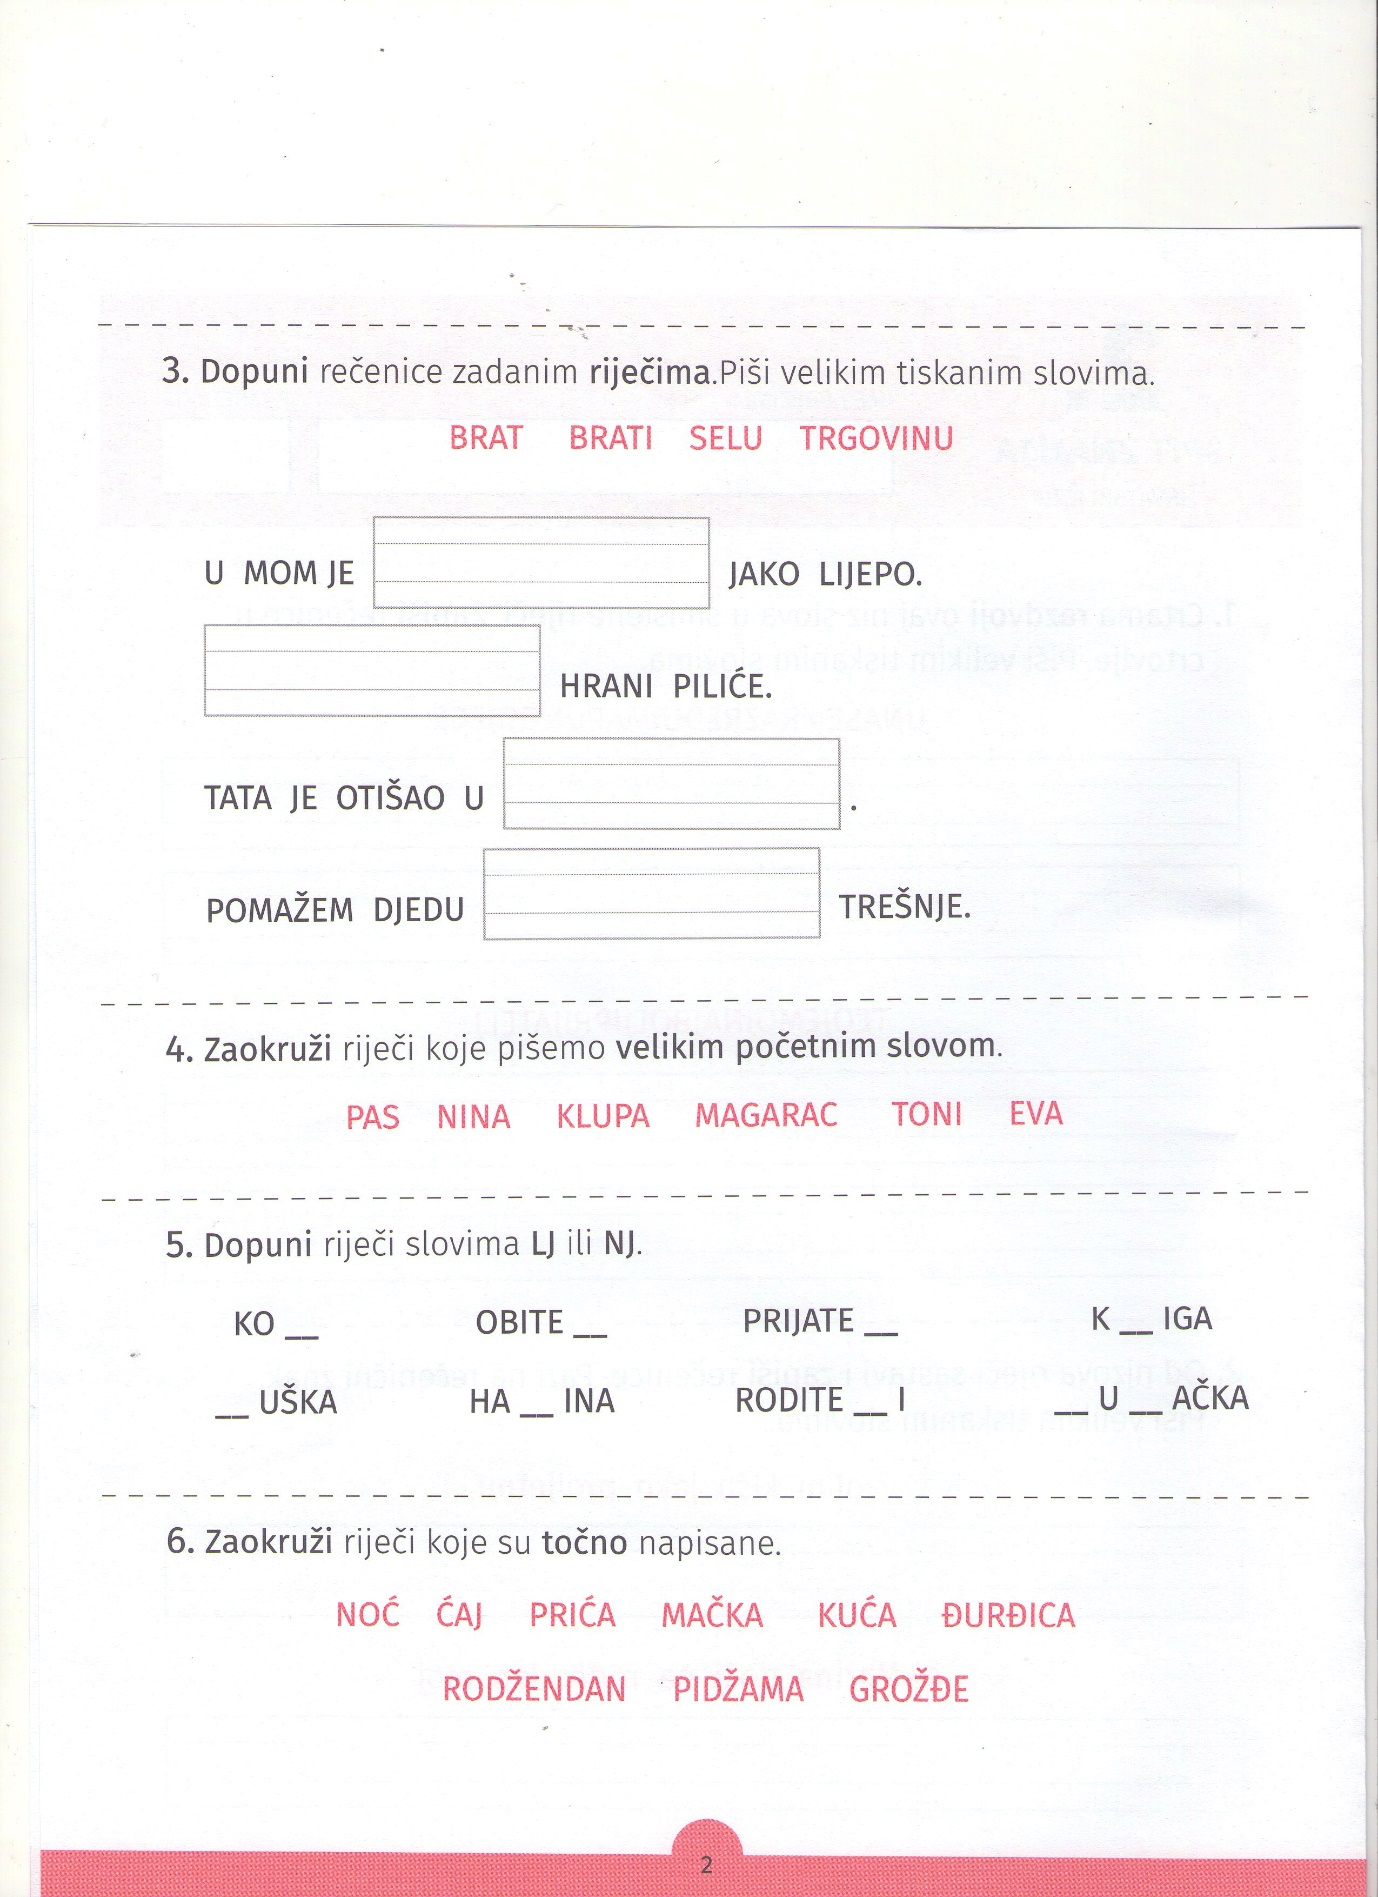 3. Dopuni rečenice zadanim riječima.Piši velikim tiskanim slovima.
BRAT BRATI SELU TRGOVINU
U MOM JE JAKO LIJEPO.
HRANI PILIĆE.
TATA JE OTIŠAO U .
POMAŽEM DJEDU TREŠNJE.
4. Zaokruži riječi koje pišemo velikim početnim slovom.
PAS NINA KLUPA MAGARAC TONI EVA
5. Dopuni riječi slovima LJ ili NJ.
KO __ OBITE __ PRIJATE __ K __ IGA
__ UŠKA HA __ INA RODITE __ I __ U __ AČKA
6. Zaokruži riječi koje su točno napisane.
NOĆ ĆAJ PRIĆA MAČKA KUĆA ĐURĐICA
RODŽENDAN PIDŽAMA GROŽĐE
2